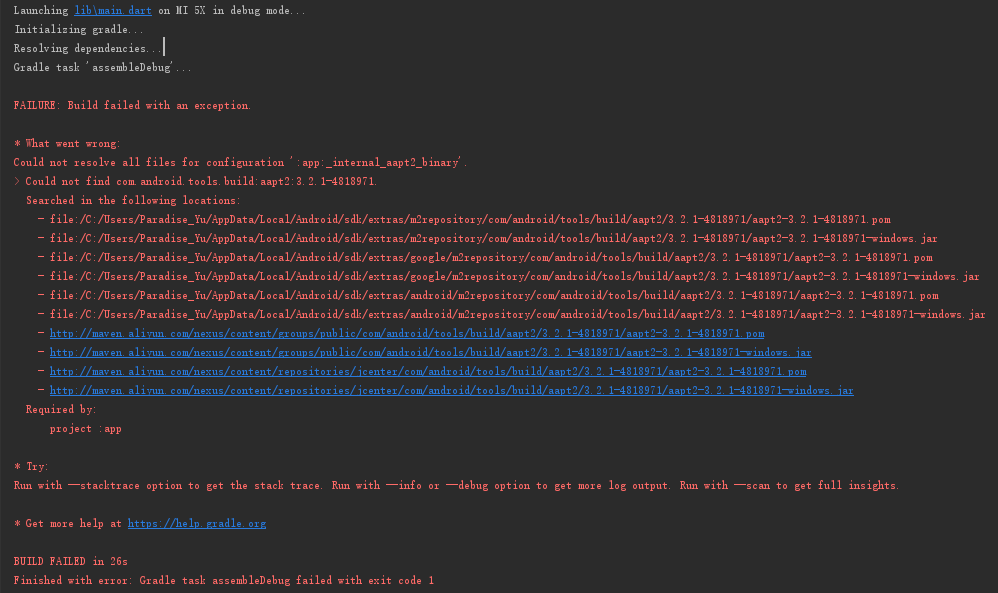 Launching lib\main.dart on MI 5X in debug mode...
Initializing gradle...
Resolving dependencies...
Gradle task 'assembleDebug'...
FAILURE: Build failed with an exception.
* What went wrong:
Could not resolve all files for configuration ':app:_internal_aapt2_binary'.
> Could not find com.android.tools.build:aapt2:3.2.1-4818971.
Searched in the following locations:
- file:/C:/Users/Paradise_Yu/AppData/Local/Android/sdk/extras/m2repository/com/android/tools/build/aapt2/3.2.1-4818971/aapt2-3.2.1-4818971.pom
- file:/C:/Users/Paradise_Yu/AppData/Local/Android/sdk/extras/m2repository/com/android/tools/build/aapt2/3.2.1-4818971/aapt2-3.2.1-4818971-windows.jar
- file:/C:/Users/Paradise_Yu/AppData/Local/Android/sdk/extras/google/m2repository/com/android/tools/build/aapt2/3.2.1-4818971/aapt2-3.2.1-4818971.pom
- file:/C:/Users/Paradise_Yu/AppData/Local/Android/sdk/extras/google/m2repository/com/android/tools/build/aapt2/3.2.1-4818971/aapt2-3.2.1-4818971-windows.jar
- file:/C:/Users/Paradise_Yu/AppData/Local/Android/sdk/extras/android/m2repository/com/android/tools/build/aapt2/3.2.1-4818971/aapt2-3.2.1-4818971.pom
- file:/C:/Users/Paradise_Yu/AppData/Local/Android/sdk/extras/android/m2repository/com/android/tools/build/aapt2/3.2.1-4818971/aapt2-3.2.1-4818971-windows.jar
- http://maven.aliyun.com/nexus/content/groups/public/com/android/tools/build/aapt2/3.2.1-4818971/aapt2-3.2.1-4818971.pom
- http://maven.aliyun.com/nexus/content/groups/public/com/android/tools/build/aapt2/3.2.1-4818971/aapt2-3.2.1-4818971-windows.jar
- http://maven.aliyun.com/nexus/content/repositories/jcenter/com/android/tools/build/aapt2/3.2.1-4818971/aapt2-3.2.1-4818971.pom
- http://maven.aliyun.com/nexus/content/repositories/jcenter/com/android/tools/build/aapt2/3.2.1-4818971/aapt2-3.2.1-4818971-windows.jar
Required by:
project :app
* Try:
Run with --stacktrace option to get the stack trace. Run with --info or --debug option to get more log output. Run with --scan to get full insights.
* Get more help at https://help.gradle.org
BUILD FAILED in 26s
Finished with error: Gradle task assembleDebug failed with exit code 1